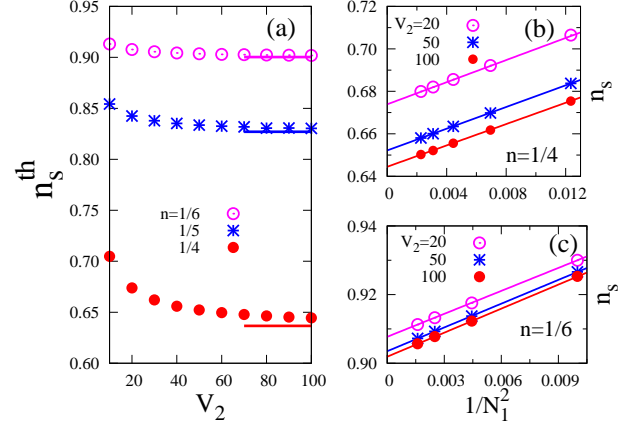 (a)
0.95
0.90
0.85
0.80
0.75
0.70
0.65
0.60
n_s^th
n=1/6
1/5
1/4
20 40 60 80 100
V_2
(b)
V_2=20
50
100
0.72
0.70
0.68
0.66
0.64
n_s
n=1/4
0 0.004 0.008 0.012
(c)
V_2=20
50
100
0.94
0.92
0.90
n_s
n=1/6
0 0.003 0.006 0.009
1/N_1^2